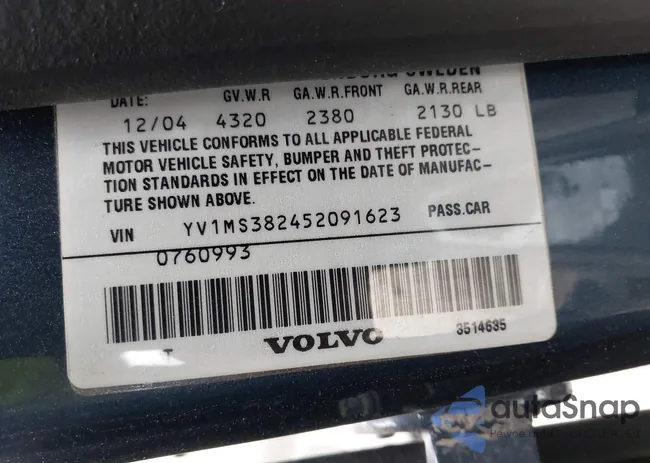 SWEDEN
DATE: GV.W.R GA.W.R.FRONT GA.W.R.REAR
12/04 4320 2380 2130 LB
THIS VEHICLE CONFORMS TO ALL APPLICABLE FEDERAL
MOTOR VEHICLE SAFETY, BUMPER AND THEFT PROTEC-
TION STANDARDS IN EFFECT ON THE DATE OF MANUFAC-
TURE SHOWN ABOVE.
VIN YV1MS382452091623 PASS.CAR
0760993
T VOLVO 3514635
autoSnap